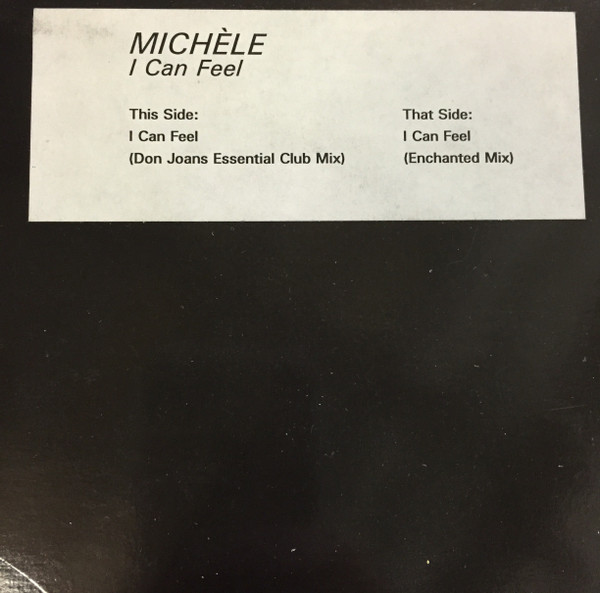 MICHÈLE
I Can Feel
This Side:
I Can Feel
(Don Joans Essential Club Mix)
That Side:
I Can Feel
(Enchanted Mix)